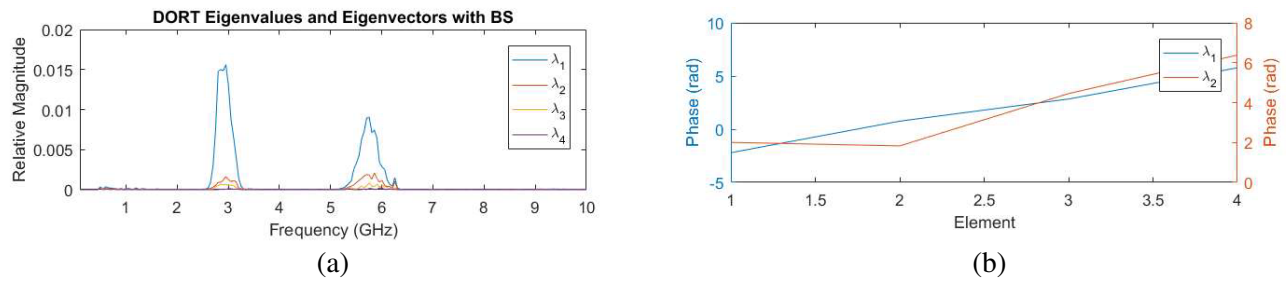 DORT Eigenvalues and Eigenvectors with BS
Relative Magnitude
0.02
0.015
0.01
0.005
0
1 2 3 4 5 6 7 8 9 10
Frequency (GHz)
λ1
λ2
λ3
λ4
(a)
Phase (rad)
10
5
0
-5
1 1.5 2 2.5 3 3.5 4
Element
λ1
λ2
8
6
4
2
0
Phase (rad)
(b)